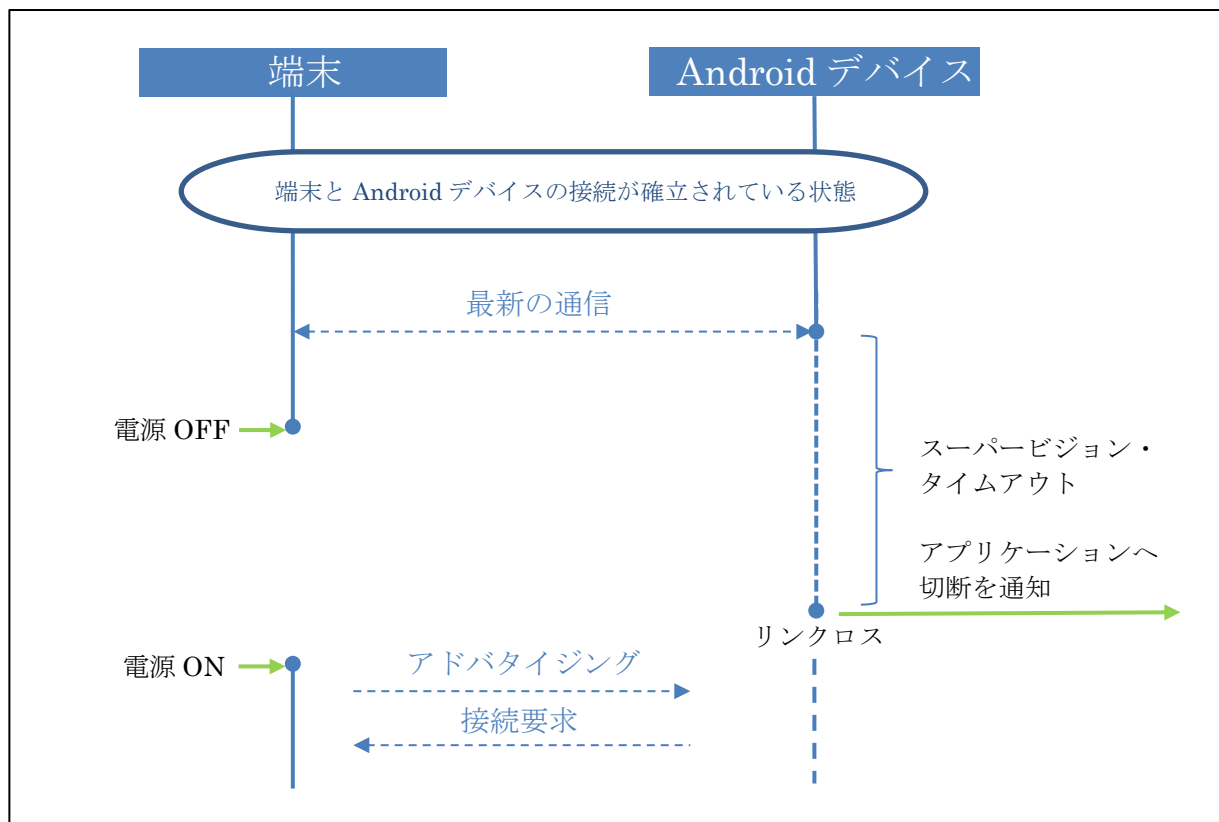 端末
Android デバイス
端末と Android デバイスの接続が確立されている状態
最新の通信
電源 OFF
スーパービジョン・
タイムアウト
アプリケーションへ
切断を通知
リンクロス
電源 ON
アドバタイジング
接続要求